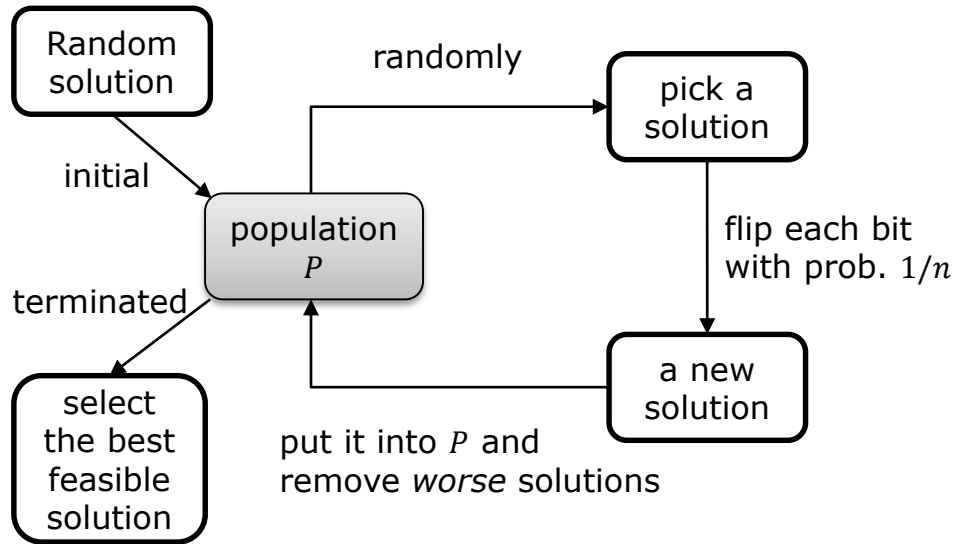 Random
solution
randomly
pick a
solution
initial
population
P
flip each bit
with prob. 1/n
terminated
a new
solution
select
the best
feasible
solution
put it into P and
remove worse solutions